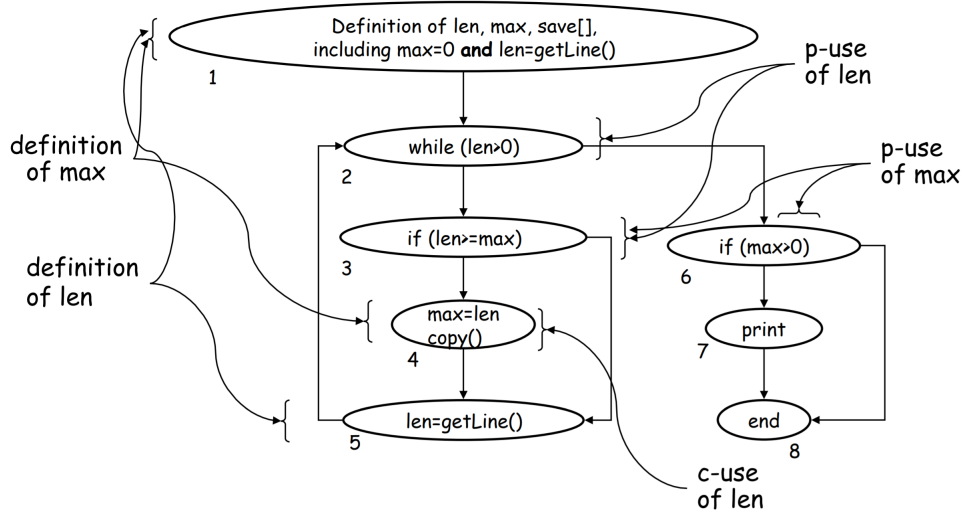 Definition of len, max, save[],
including max=0 and len=getLine()
1
p-use
of len
definition
of max
while (len>0)
2
p-use
of max
if (len>=max)
3
if (max>0)
6
definition
of len
max=len
copy()
4
print
7
len=getLine()
5
end
8
c-use
of len